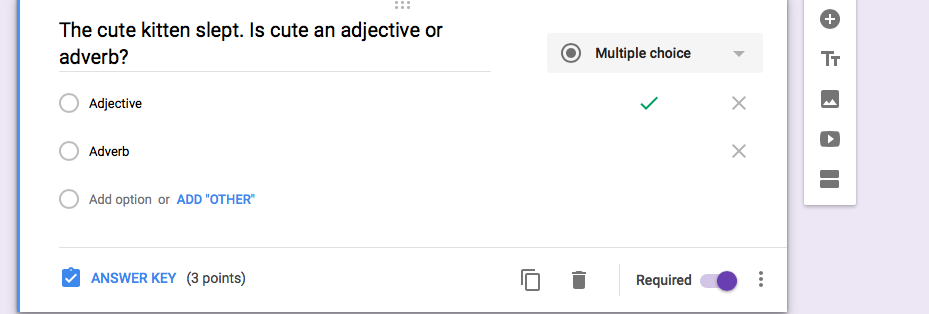 The cute kitten slept. Is cute an adjective or
adverb?
Multiple choice
Adjective
Adverb
Add option or ADD "OTHER"
ANSWER KEY (3 points)
Required